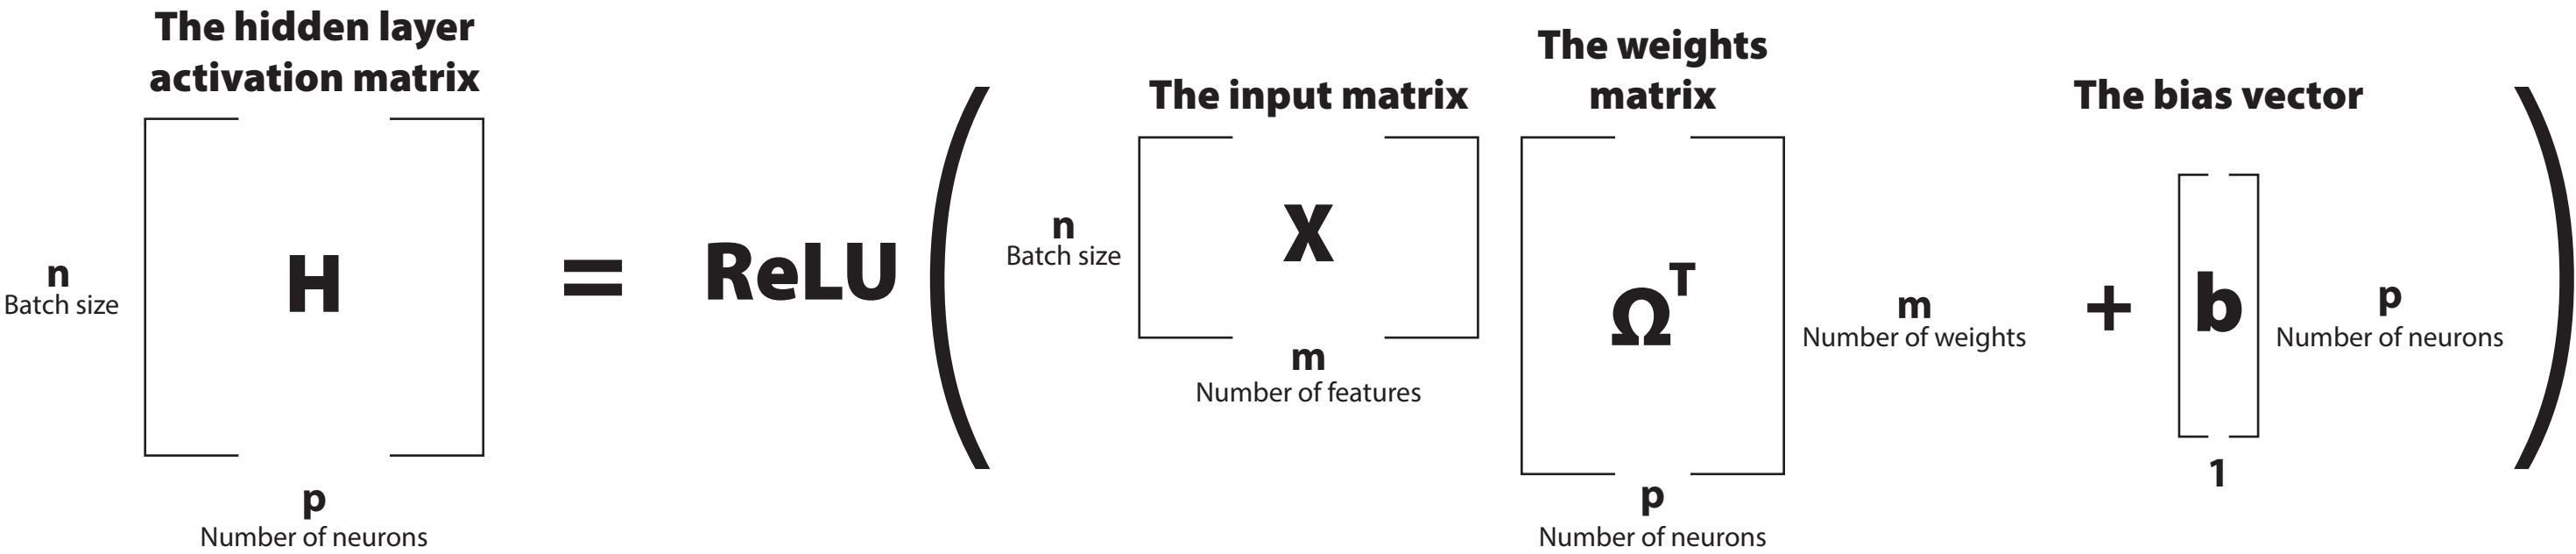 The hidden layer
activation matrix
n
Batch size
H
p
Number of neurons
=
ReLU
(
The input matrix
n
Batch size
X
m
Number of features
The weights
matrix
Ωᵀ
m
Number of weights
p
Number of neurons
+
The bias vector
b
p
Number of neurons
1
)